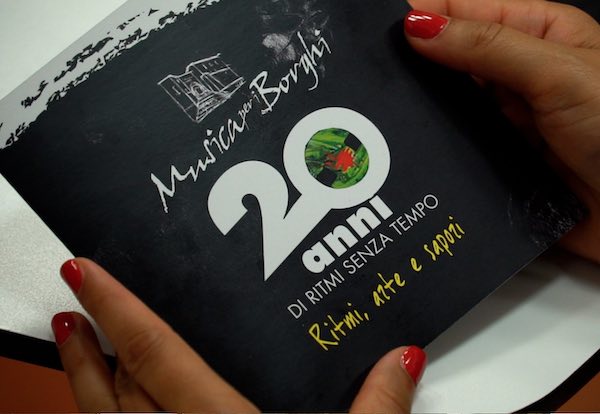 Musica per i Borghi
20
anni
DI RITMI SENZA TEMPO
Ritmi, arte e sapori